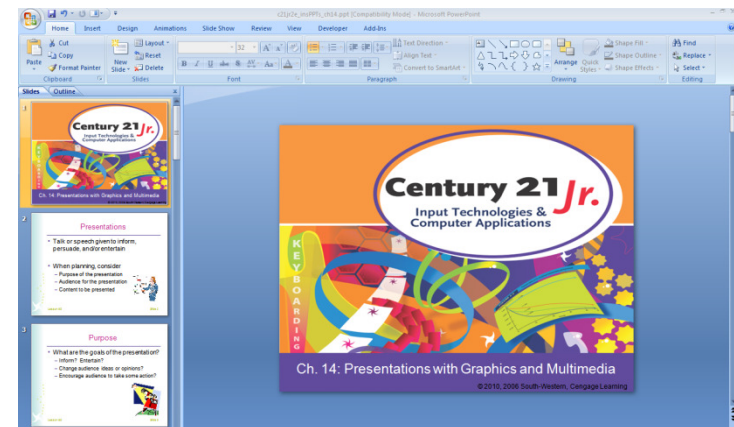 c21jr2e_insPPTs_ch14.ppt [Compatibility Mode] - Microsoft PowerPoint
Home Insert Design Animations Slide Show Review View Developer Add-Ins
Paste
Cut
Copy
Format Painter
Clipboard
New Slide
Layout
Reset
Delete
Slides
32
B I U abe S AV Aa A
Font
Text Direction
Align Text
Convert to SmartArt
Paragraph
Arrange
Quick Styles
Shape Fill
Shape Outline
Shape Effects
Drawing
Find
Replace
Select
Editing
Slides Outline
1
Century 21 Jr.
Input Technologies &
Computer Applications
Ch. 14: Presentations with Graphics and Multimedia
2
Presentations
• Talk or speech given to inform,
persuade, and/or entertain
• When planning, consider
– Purpose of the presentation
– Audience for the presentation
– Content to be presented
3
Purpose
• What are the goals of the presentation?
– Inform? Entertain?
– Change audience ideas or opinions?
– Encourage audience to take some action?
Century 21 Jr.
Input Technologies &
Computer Applications
KEYBOARDING
Ch. 14: Presentations with Graphics and Multimedia
© 2010, 2006 South-Western, Cengage Learning